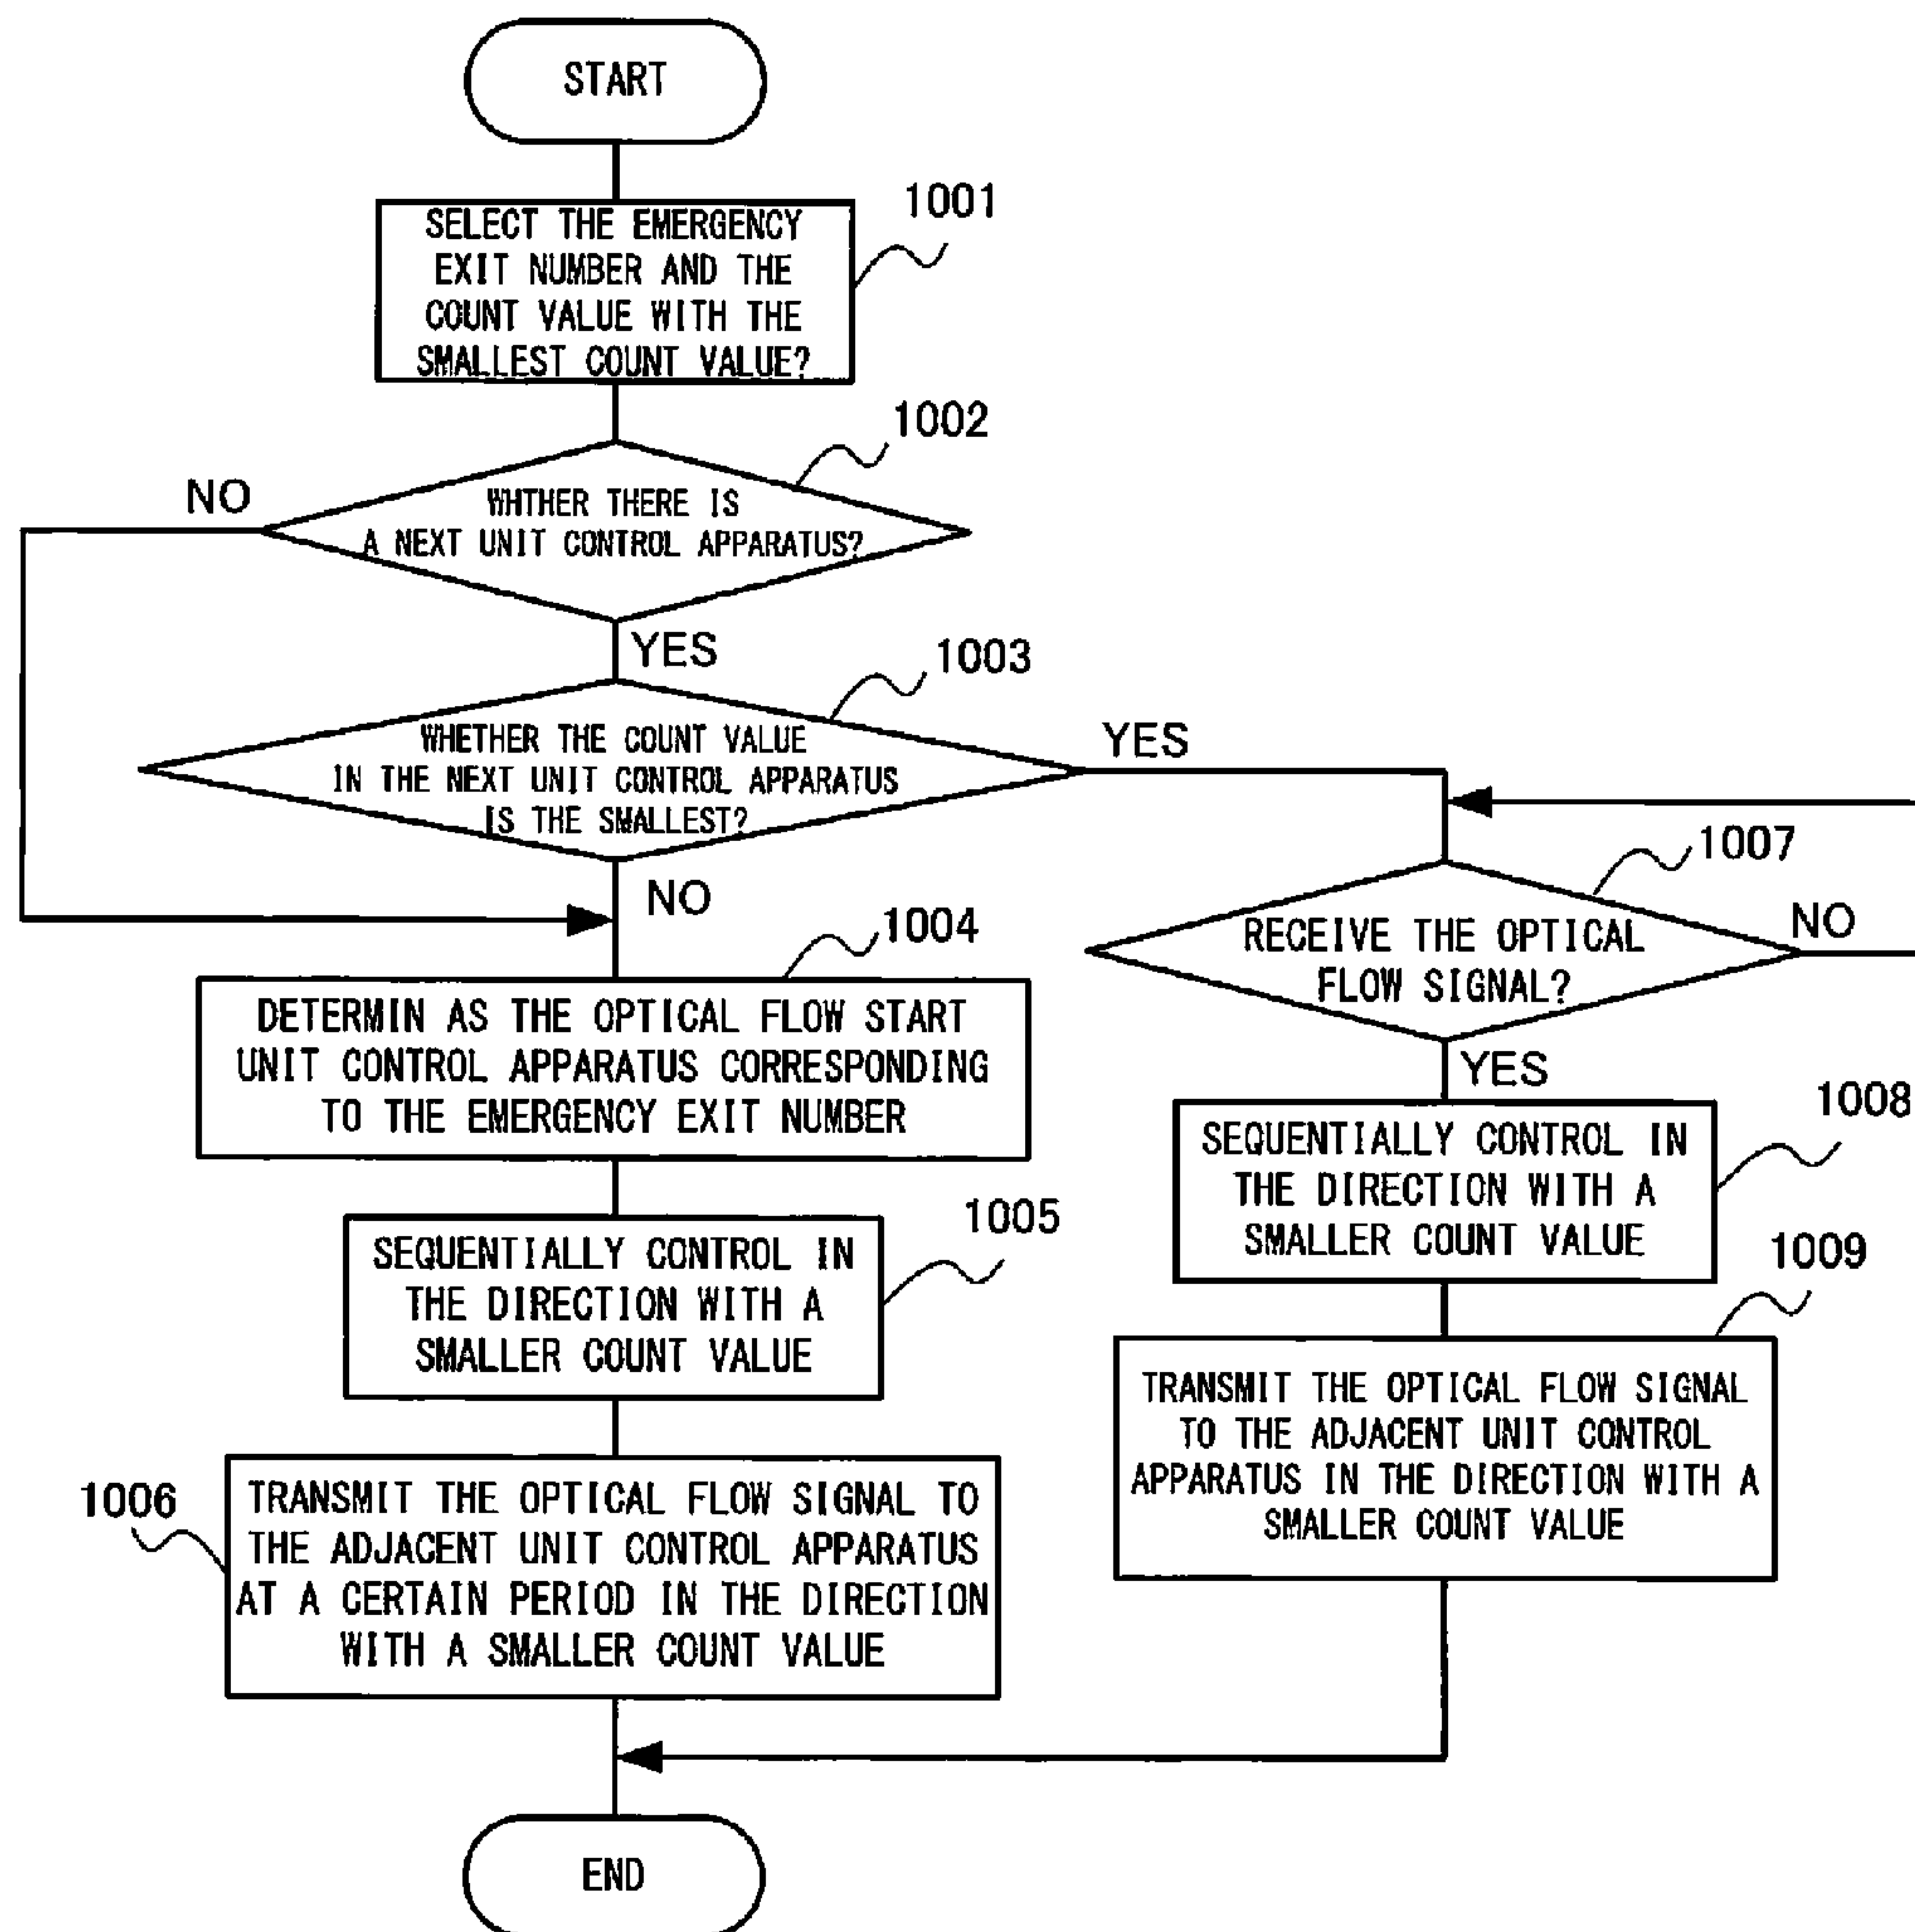 START
1001
SELECT THE EMERGENCY
EXIT NUMBER AND THE
COUNT VALUE WITH THE
SMALLEST COUNT VALUE?
1002
NO
WHTHER THERE IS
A NEXT UNIT CONTROL APPARATUS?
YES
1003
WHETHER THE COUNT VALUE
IN THE NEXT UNIT CONTROL APPARATUS
IS THE SMALLEST?
YES
NO
1004
DETERMIN AS THE OPTICAL FLOW START
UNIT CONTROL APPARATUS CORRESPONDING
TO THE EMERGENCY EXIT NUMBER
1005
SEQUENTIALLY CONTROL IN
THE DIRECTION WITH A
SMALLER COUNT VALUE
1006
TRANSMIT THE OPTICAL FLOW SIGNAL TO
THE ADJACENT UNIT CONTROL APPARATUS
AT A CERTAIN PERIOD IN THE DIRECTION
WITH A SMALLER COUNT VALUE
1007
RECEIVE THE OPTICAL
FLOW SIGNAL?
NO
YES
1008
SEQUENTIALLY CONTROL IN
THE DIRECTION WITH A
SMALLER COUNT VALUE
1009
TRANSMIT THE OPTICAL FLOW SIGNAL
TO THE ADJACENT UNIT CONTROL
APPARATUS IN THE DIRECTION WITH A
SMALLER COUNT VALUE
END